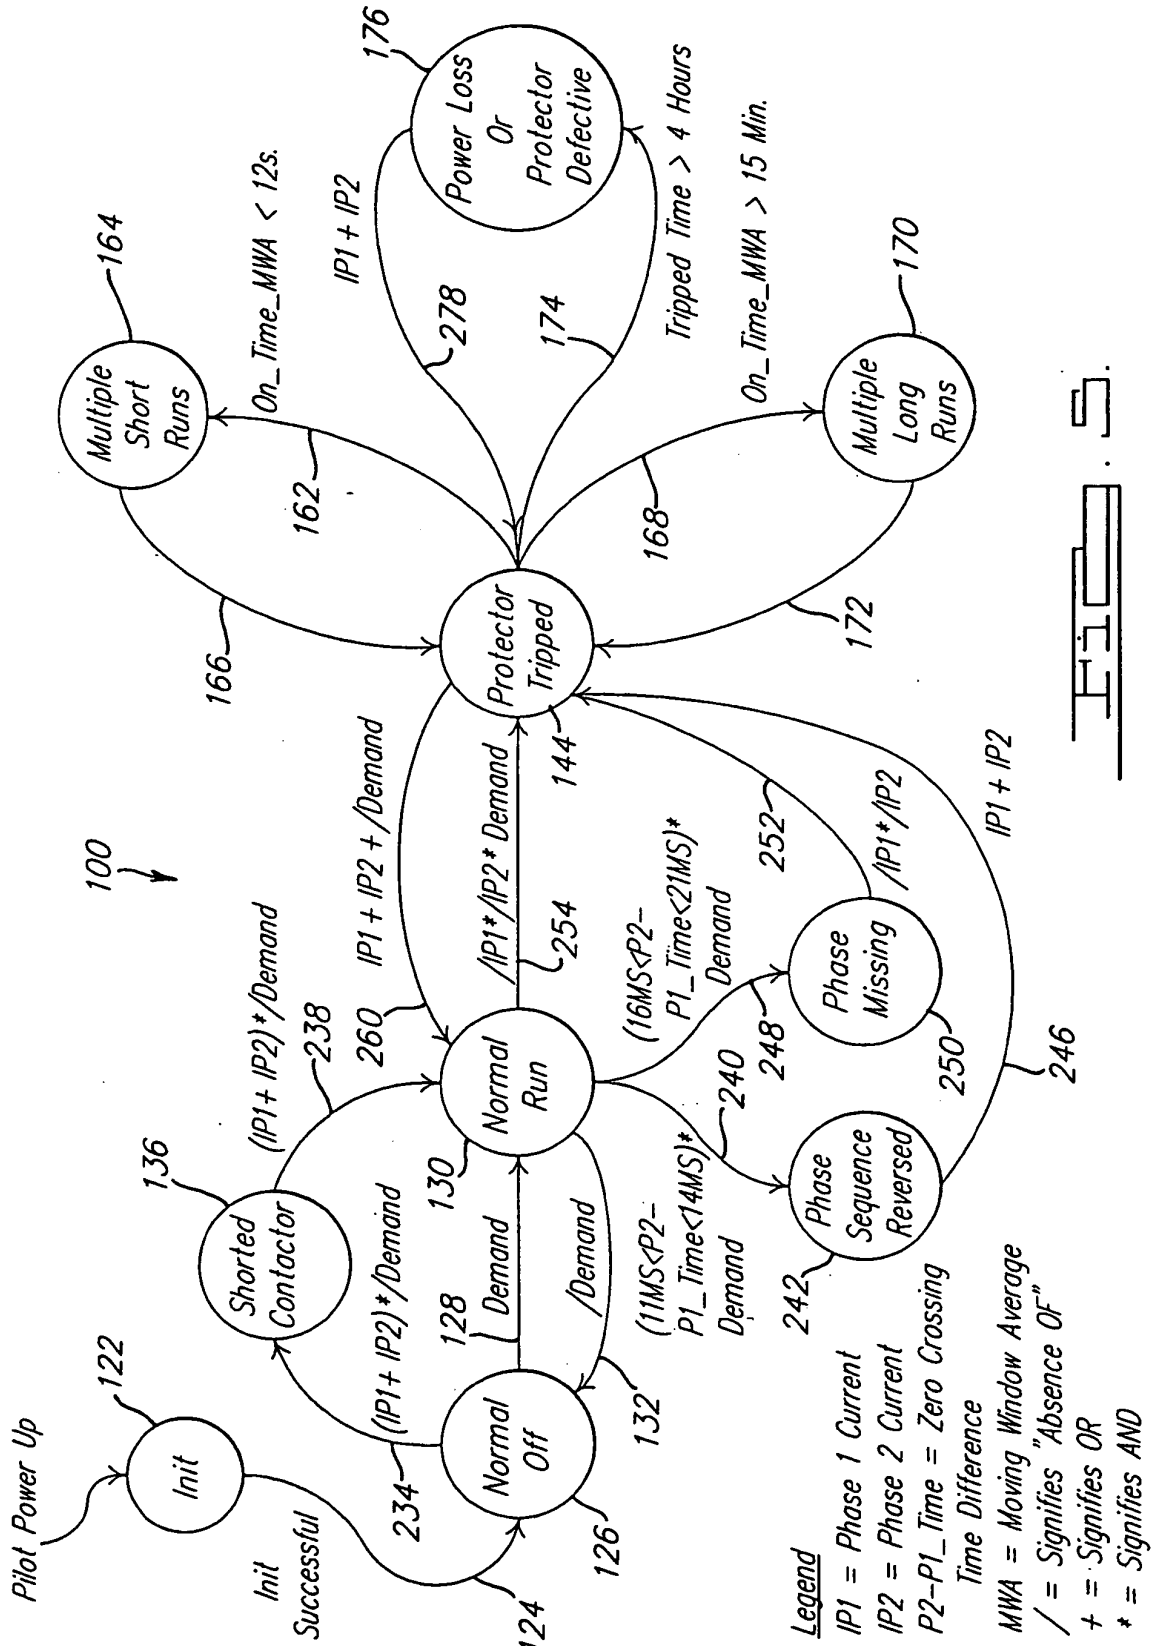 Pilot Power Up
122
Init
Init
Successful
124
100
136
Shorted
Contactor
(IP1+ IP2)*/Demand
238
(IP1+ IP2)*/Demand
234
Normal
Off
126
128
Demand
/Demand
132
130
Normal
Run
IP1 + IP2 + /Demand
260
/IP1*/IP2* Demand
254
144
Protector
Tripped
166
164
Multiple
Short
Runs
On_Time_MWA < 12s.
162
176
Power Loss
Or
Protector
Defective
IP1 + IP2
278
174
Tripped Time > 4 Hours
On_Time_MWA > 15 Min.
168
170
Multiple
Long
Runs
172
(11MS<P2-
P1_Time<14MS)*
Demand
240
242
Phase
Sequence
Reversed
(16MS<P2-
P1_Time<21MS)*
Demand
248
Phase
Missing
250
252
/IP1*/IP2
IP1 + IP2
246
Legend
IP1 = Phase 1 Current
IP2 = Phase 2 Current
P2-P1_Time = Zero Crossing
Time Difference
MWA = Moving Window Average
/ = Signifies "Absence OF"
+ = Signifies OR
* = Signifies AND
Fig. 5.